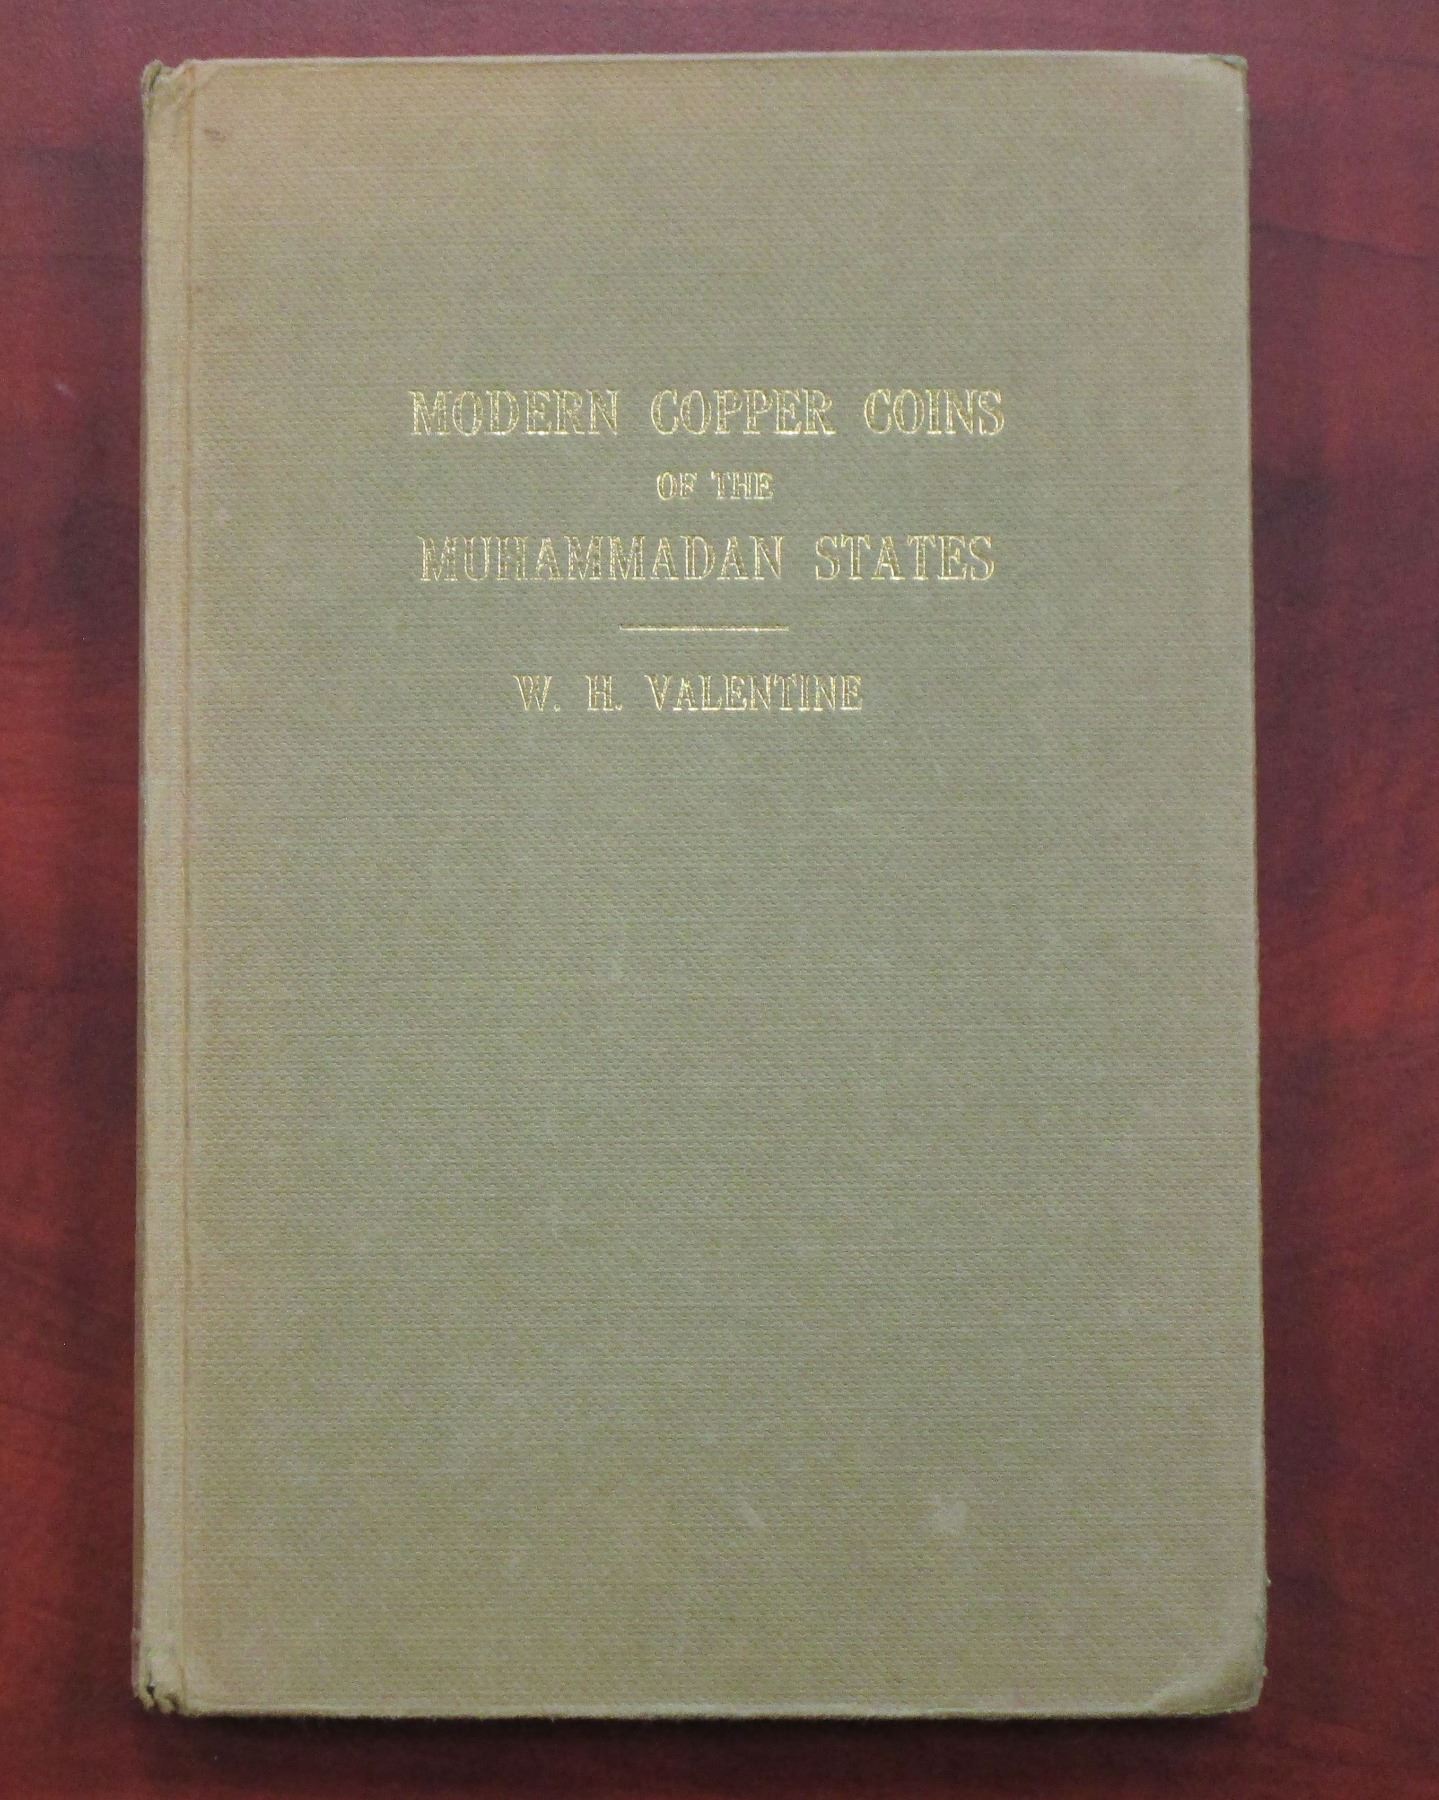 MODERN COPPER COINS
OF THE
MUHAMMADAN STATES
W. H. VALENTINE